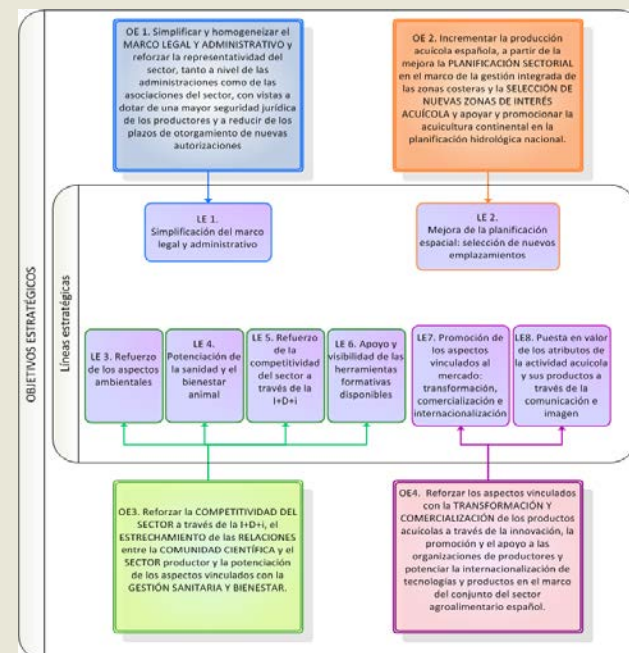 OBJETIVOS ESTRATÉGICOS
OE 1. Simplificar y homogeneizar el
MARCO LEGAL Y ADMINISTRATIVO y
reforzar la representatividad del
sector, tanto a nivel de las
administraciones como de las
asociaciones del sector, con vistas a
dotar de una mayor seguridad jurídica
de los productores y a reducir de los
plazos de otorgamiento de nuevas
autorizaciones
OE 2. Incrementar la producción
acuícola española, a partir de la
mejora la PLANIFICACIÓN SECTORIAL
en el marco de la gestión integrada de
las zonas costeras y la SELECCIÓN DE
NUEVAS ZONAS DE INTERÉS
ACUÍCOLA y apoyar y promocionar la
acuicultura continental en la
planificación hidrológica nacional.
Líneas estratégicas
LE 1.
Simplificación del marco
legal y administrativo
LE 2.
Mejora de la planificación
espacial: selección de nuevos
emplazamientos
LE 3. Refuerzo
de los aspectos
ambientales
LE 4.
Potenciación de
la sanidad y el
bienestar
animal
LE 5. Refuerzo
de la
competitividad
del sector a
través de la
I+D+i
LE 6. Apoyo y
visibilidad de las
herramientas
formativas
disponibles
LE7. Promoción de
los aspectos
vinculados al
mercado:
transformación,
comercialización e
internacionalización
LE8. Puesta en valor
de los atributos de
la actividad acuícola
y sus productos a
través de la
comunicación e
imagen
OE3. Reforzar la COMPETITIVIDAD DEL
SECTOR a través de la I+D+i, el
ESTRECHAMIENTO de las RELACIONES
entre la COMUNIDAD CIENTÍFICA y el
SECTOR productor y la potenciación
de los aspectos vinculados con la
GESTIÓN SANITARIA Y BIENESTAR.
OE4. Reforzar los aspectos vinculados
con la TRANSFORMACIÓN Y
COMERCIALIZACIÓN de los productos
acuícolas a través de la innovación, la
promoción y el apoyo a las
organizaciones de productores y
potenciar la internacionalización de
tecnologías y productos en el marco
del conjunto del sector
agroalimentario español.